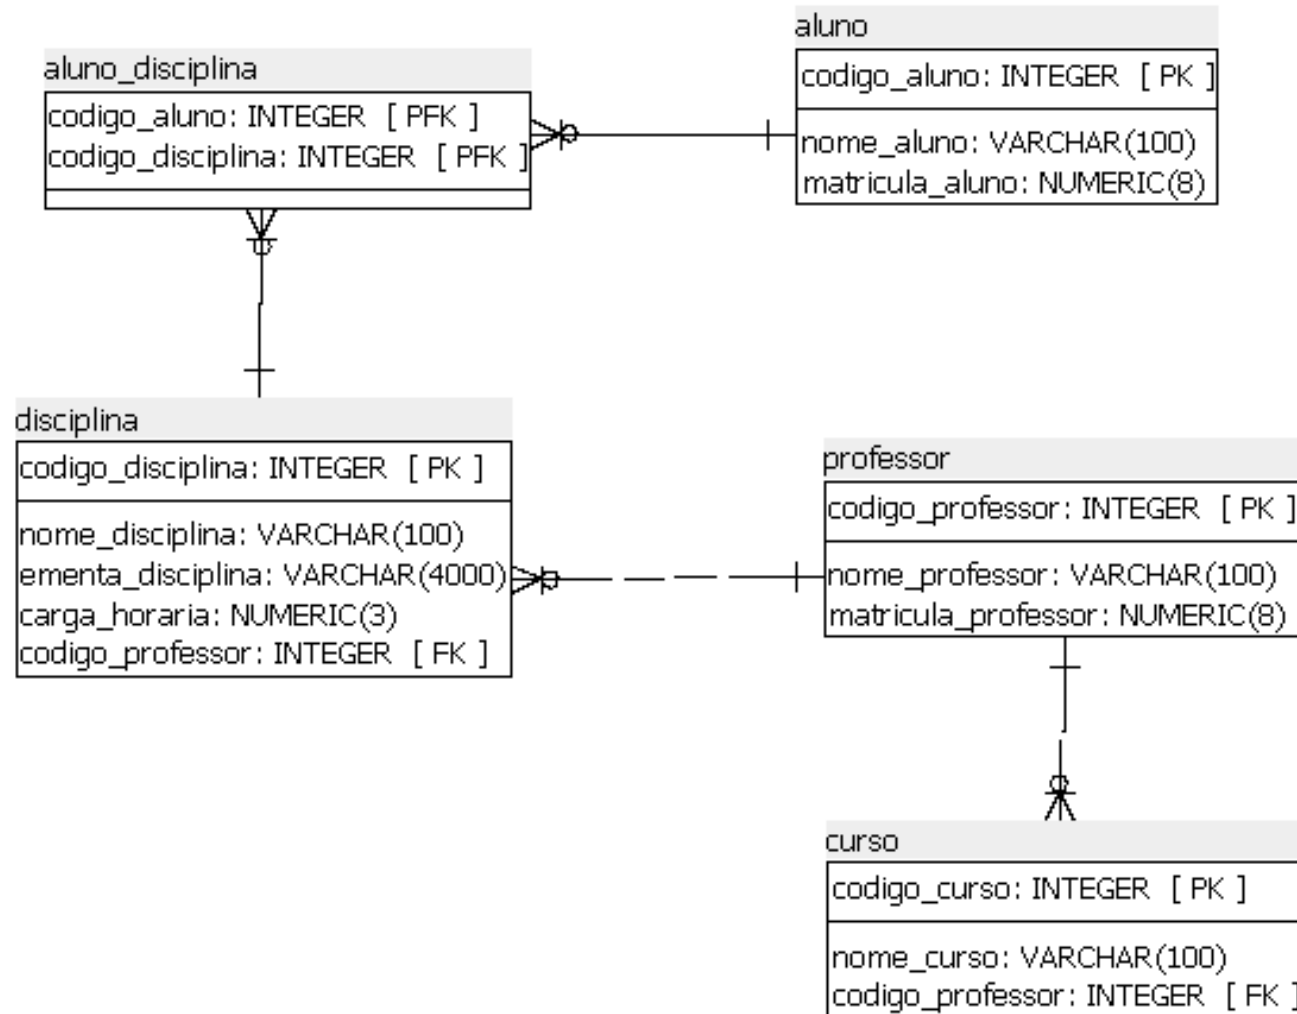 aluno_disciplina
codigo_aluno: INTEGER [ PFK ]
codigo_disciplina: INTEGER [ PFK ]
aluno
codigo_aluno: INTEGER [ PK ]
nome_aluno: VARCHAR(100)
matricula_aluno: NUMERIC(8)
disciplina
codigo_disciplina: INTEGER [ PK ]
nome_disciplina: VARCHAR(100)
ementa_disciplina: VARCHAR(4000)
carga_horaria: NUMERIC(3)
codigo_professor: INTEGER [ FK ]
professor
codigo_professor: INTEGER [ PK ]
nome_professor: VARCHAR(100)
matricula_professor: NUMERIC(8)
curso
codigo_curso: INTEGER [ PK ]
nome_curso: VARCHAR(100)
codigo_professor: INTEGER [ FK ]